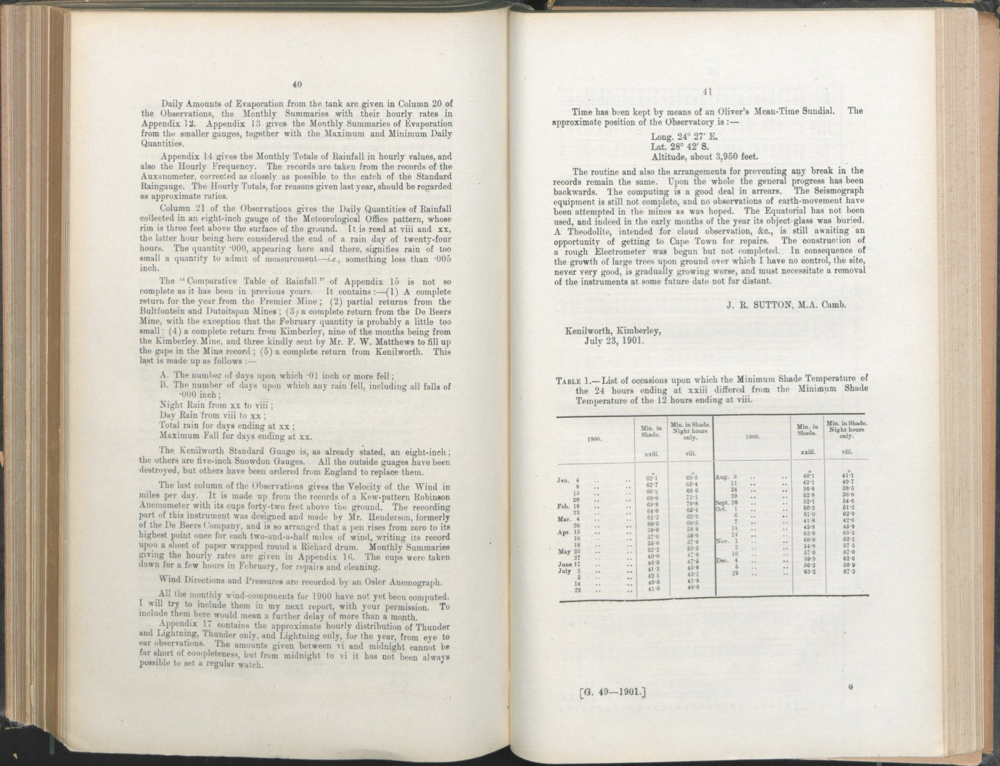 40
Daily Amounts of Evaporation from the tank are given in Column 20 of
the Observations, the Monthly Summaries with their hourly rates in
Appendix 12. Appendix 13 gives the Monthly Summaries of Evaporation
from the smaller gauges, together with the Maximum and Minimum Daily
Quantities.
Appendix 14 gives the Monthly Totals of Rainfall in hourly values, and
also the Hourly Frequency. The records are taken from the records of the
Auxanometer, corrected as closely as possible to the catch of the Standard
Raingauge. The Hourly Totals, for reasons given last year, should be regarded
as approximate ratios.
Column 21 of the Observations gives the Daily Quantities of Rainfall
collected in an eight-inch gauge of the Meteorological Office pattern, whose
rim is three feet above the surface of the ground. It is read at viii and xx,
the latter hour being here considered the end of a rain day of twenty-four
hours. The quantity ·000, appearing here and there, signifies rain of too
small a quantity to admit of measurement—i.e., something less than ·005
inch.
The "Comparative Table of Rainfall" of Appendix 15 is not so
complete as it has been in previous years. It contains:—(1) A complete
return for the year from the Premier Mine; (2) partial returns from the
Bultfontein and Dutoitspan Mines; (3) a complete return from the De Beers
Mine, with the exception that the February quantity is probably a little too
small; (4) a complete return from Kimberley, nine of the months being from
the Kimberley Mine, and three kindly sent by Mr. F. W. Matthews to fill up
the gaps in the Mine record; (5) a complete return from Kenilworth. This
last is made up as follows:—
A. The number of days upon which ·01 inch or more fell;
B. The number of days upon which any rain fell, including all falls of
·000 inch;
Night Rain from xx to viii;
Day Rain from viii to xx;
Total rain for days ending at xx;
Maximum Fall for days ending at xx.
The Kenilworth Standard Guage is, as already stated, an eight-inch;
the others are five-inch Snowdon Gauges. All the outside guages have been
destroyed, but others have been ordered from England to replace them.
The last column of the Observations gives the Velocity of the Wind in
miles per day. It is made up from the records of a Kew-pattern Robinson
Anemometer with its cups forty-two feet above the ground. The recording
part of this instrument was designed and made by Mr. Henderson, formerly
of the De Beers Company, and is so arranged that a pen rises from zero to its
highest point once for each two-and-a-half miles of wind, writing its record
upon a sheet of paper wrapped round a Richard drum. Monthly Summaries
giving the hourly rates are given in Appendix 16. The cups were taken
down for a few hours in February, for repairs and cleaning.
Wind Directions and Pressures are recorded by an Osler Anemograph.
All the monthly wind-components for 1900 have not yet been computed.
I will try to include them in my next report, with your permission. To
include them here would mean a further delay of more than a month.
Appendix 17 contains the approximate hourly distribution of Thunder
and Lightning, Thunder only, and Lightning only, for the year, from eye to
ear observations. The amounts given between vi and midnight cannot be
far short of completeness, but from midnight to vi it has not been always
possible to set a regular watch.
41
Time has been kept by means of an Oliver's Mean-Time Sundial. The
approximate position of the Observatory is:—
Long. 24° 27′ E.
Lat. 28° 42′ S.
Altitude, about 3,950 feet.
The routine and also the arrangements for preventing any break in the
records remain the same. Upon the whole the general progress has been
backwards. The computing is a good deal in arrears. The Seismograph
equipment is still not complete, and no observations of earth-movement have
been attempted in the mines as was hoped. The Equatorial has not been
used, and indeed in the early months of the year its object-glass was buried.
A Theodolite, intended for cloud observation, &c., is still awaiting an
opportunity of getting to Cape Town for repairs. The construction of
a rough Electrometer was begun but not completed. In consequence of
the growth of large trees upon ground over which I have no control, the site,
never very good, is gradually growing worse, and must necessitate a removal
of the instruments at some future date not far distant.
J. R. SUTTON, M.A. Camb,
Kenilworth, Kimberley,
July 23, 1901.
TABLE 1.—List of occasions upon which the Minimum Shade Temperature of
the 24 hours ending at xxiii differed from the Minimum Shade
Temperature of the 12 hours ending at viii.
1900. Min. in Shade. xxiii. Min. in Shade. Night hours only. viii.
Jan. 4 .. .. 62·1 69·5
8 .. .. 62·7 65·4
15 .. .. 66·2 68 0
20 .. .. 69·0 71·1
Feb. 18 .. .. 69·8 70·8
23 .. .. 64·0 65·4
Mar. 4 .. .. 61·2 62·3
20 .. .. 60·0 60·5
Apr. 15 .. .. 59·0 59 9
16 .. .. 57·0 58·0
18 .. .. 55·0 57·9
May 25 .. .. 52·2 55·5
27 .. .. 40·0 47·8
June 17 .. .. 46·0 47·5
July 2 .. .. 41·3 45·8
3 .. .. 42 1 43·1
14 .. .. 40·6 41·8
22 .. .. 41·0 46·0
1900. Min. in Shade. xxiii. Min. in Shade. Night hours only. viii.
Aug. 6 .. .. 40·1 41·1
11 .. .. 42·1 49·7
24 .. .. 36·8 38·5
29 .. .. 52·8 56·0
Sept. 26 .. .. 52·1 54·6
Oct. 1 .. .. 50·3 51·2
6 .. .. 51·0 62·9
7 .. .. 41·8 42·6
14 .. .. 43·8 45·9
24 .. .. 63·8 65·3
Nov. 1 .. .. 60·0 62·2
2 .. .. 54·8 57 5
16 .. .. 57·0 67·0
Dec. 4 .. .. 59·9 62·6
5 .. .. 56·2 58·9
29 .. .. 63·2 67·3
[G. 49—1901.]
G